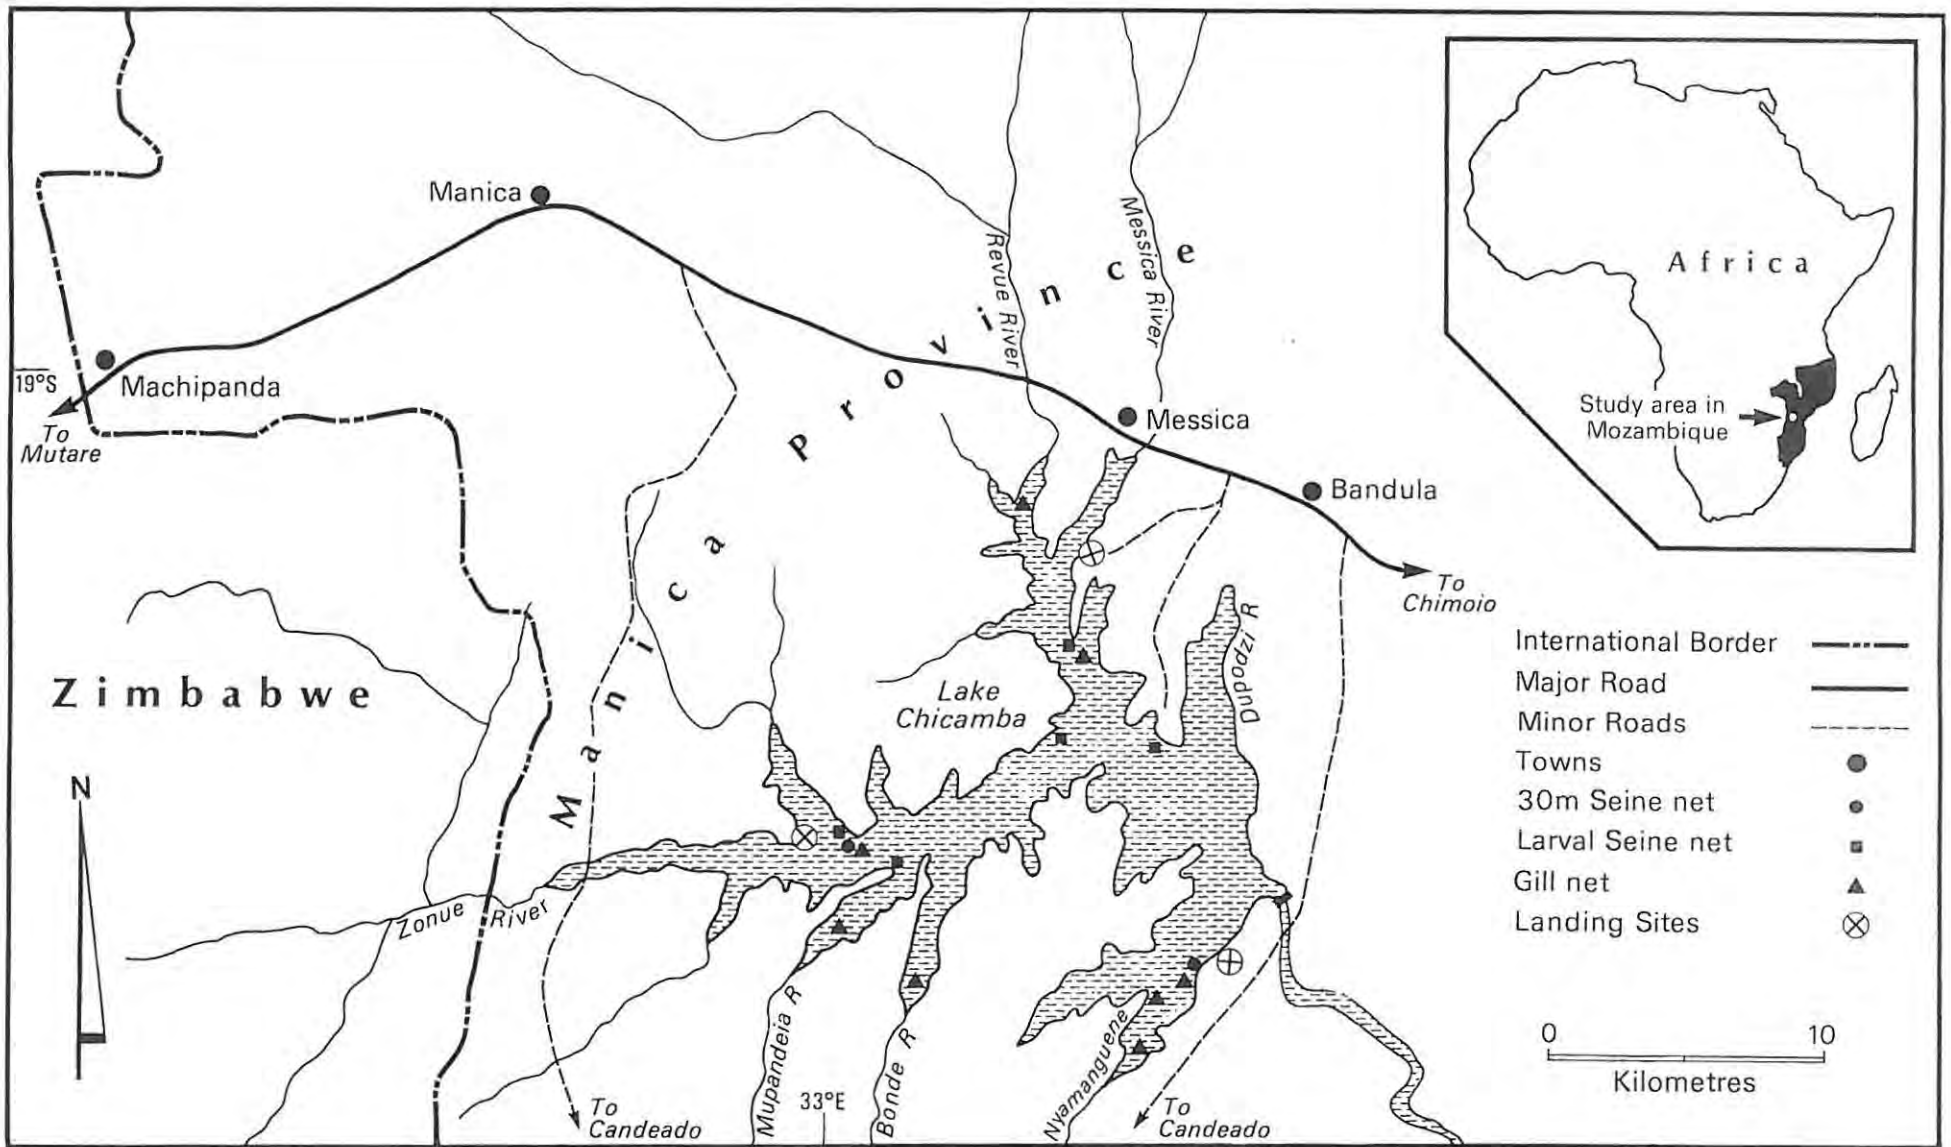 Manica
Machipanda
19°S
To
Mutare
Revue River
Messica River
Manica Province
Messica
Bandula
To
Chimoio
Africa
Study area in
Mozambique
Zimbabwe
Lake
Chicamba
Dundodzi R
N
Zonue River
Mupandeia R
Bonde R
Nyamanguene
33°E
To
Candeado
To
Candeado
International Border
Major Road
Minor Roads
Towns
30m Seine net
Larval Seine net
Gill net
Landing Sites
0 10
Kilometres